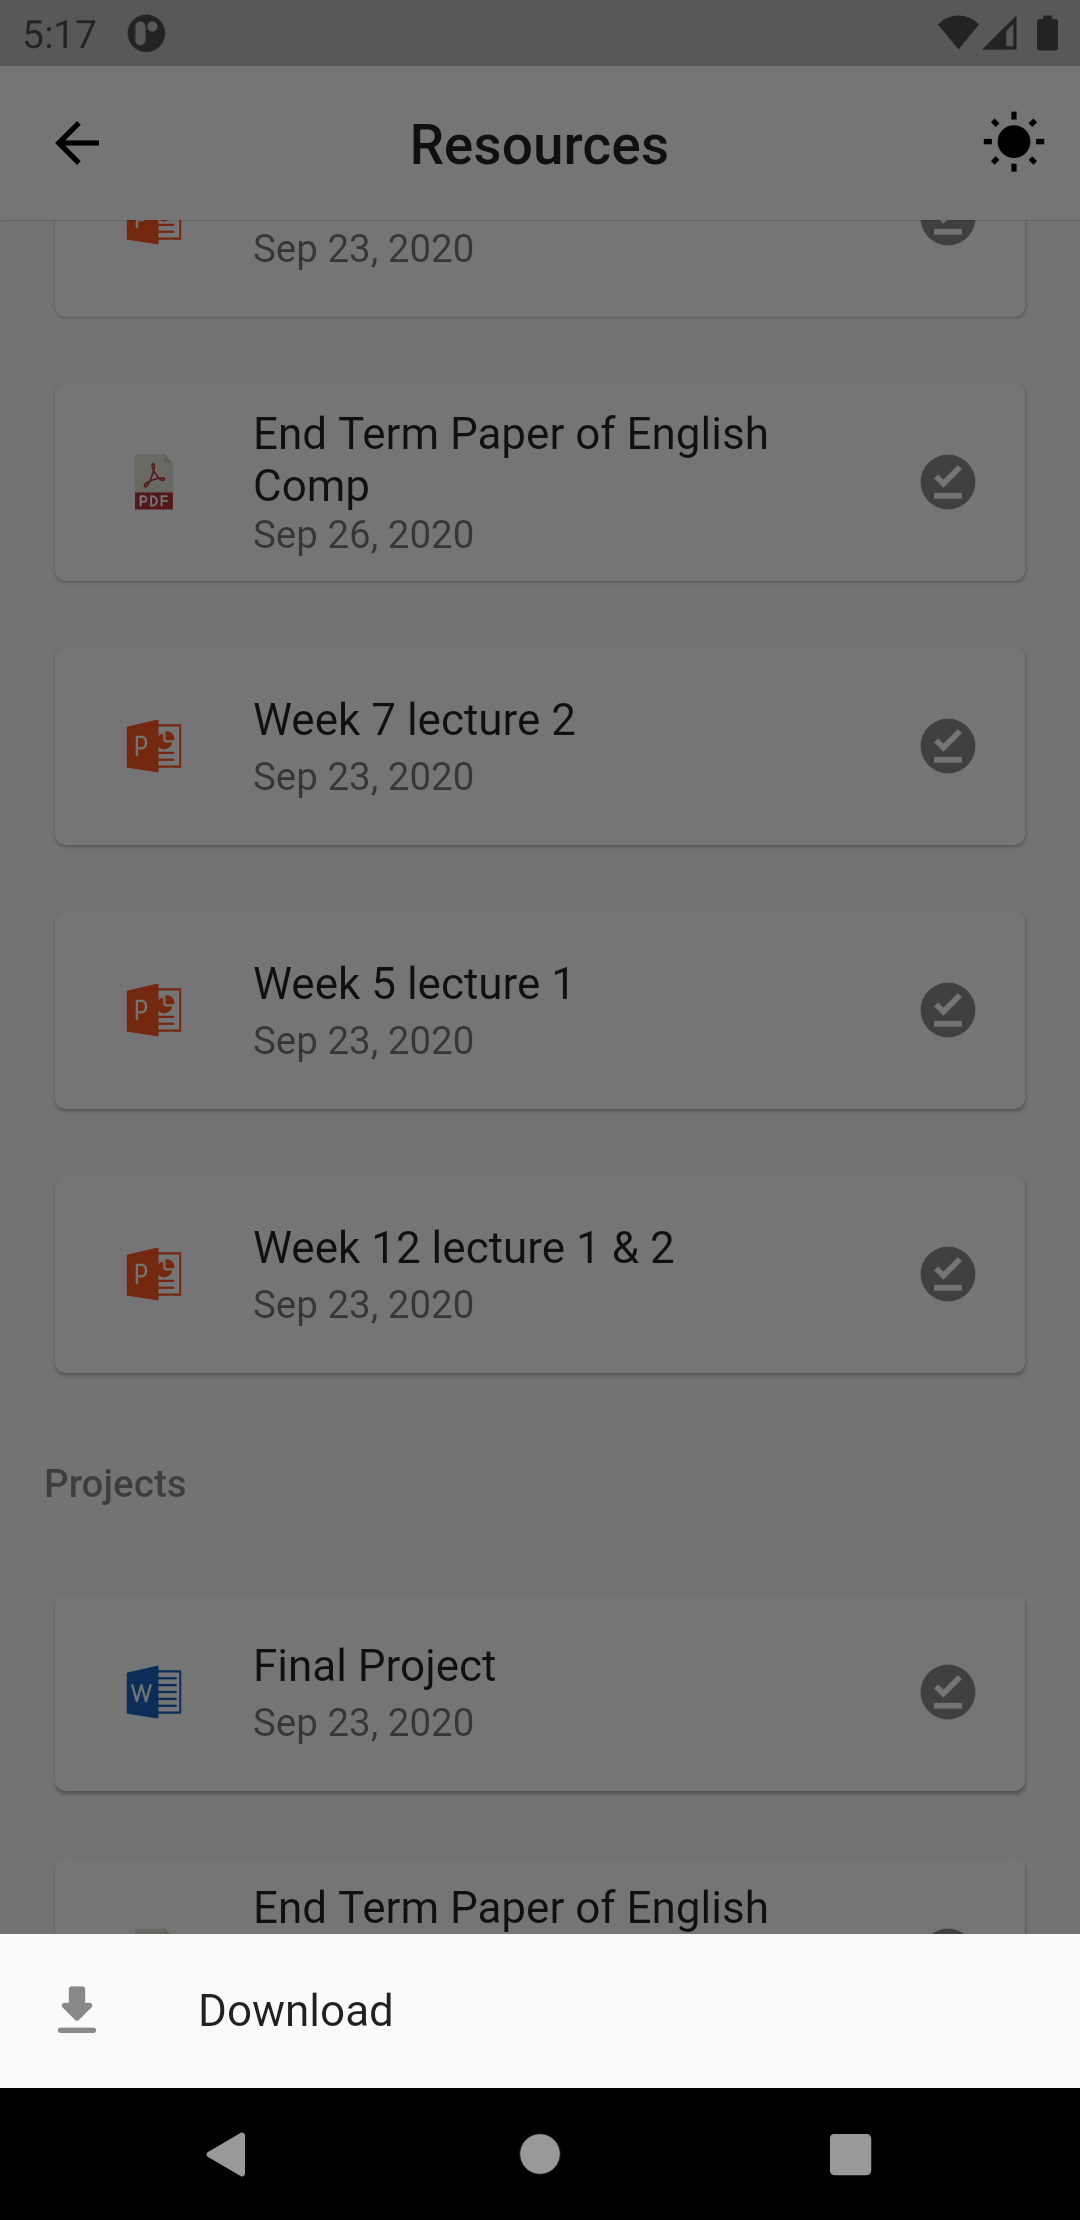 5:17
Resources
Sep 23, 2020
End Term Paper of English
Comp
PDF
Sep 26, 2020
Week 7 lecture 2
P
Sep 23, 2020
Week 5 lecture 1
P
Sep 23, 2020
Week 12 lecture 1 & 2
P
Sep 23, 2020
Projects
Final Project
W
Sep 23, 2020
End Term Paper of English
Download